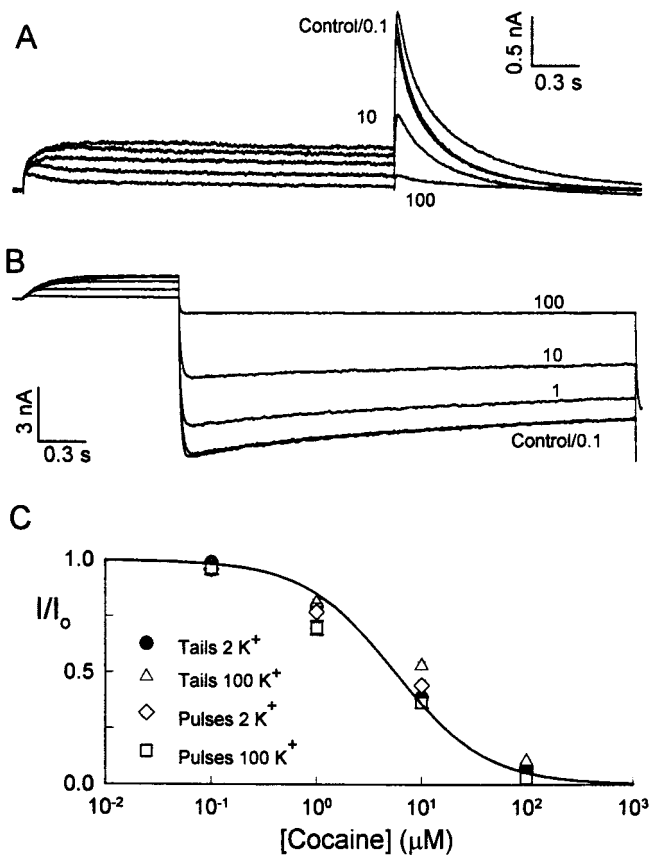 A
Control/0.1
0.5 nA
0.3 s
10
100
B
100
10
1
Control/0.1
3 nA
0.3 s
C
1.0
0.5
0.0
I/I₀
Tails 2 K⁺
Tails 100 K⁺
Pulses 2 K⁺
Pulses 100 K⁺
10⁻² 10⁻¹ 10⁰ 10¹ 10² 10³
[Cocaine] (μM)